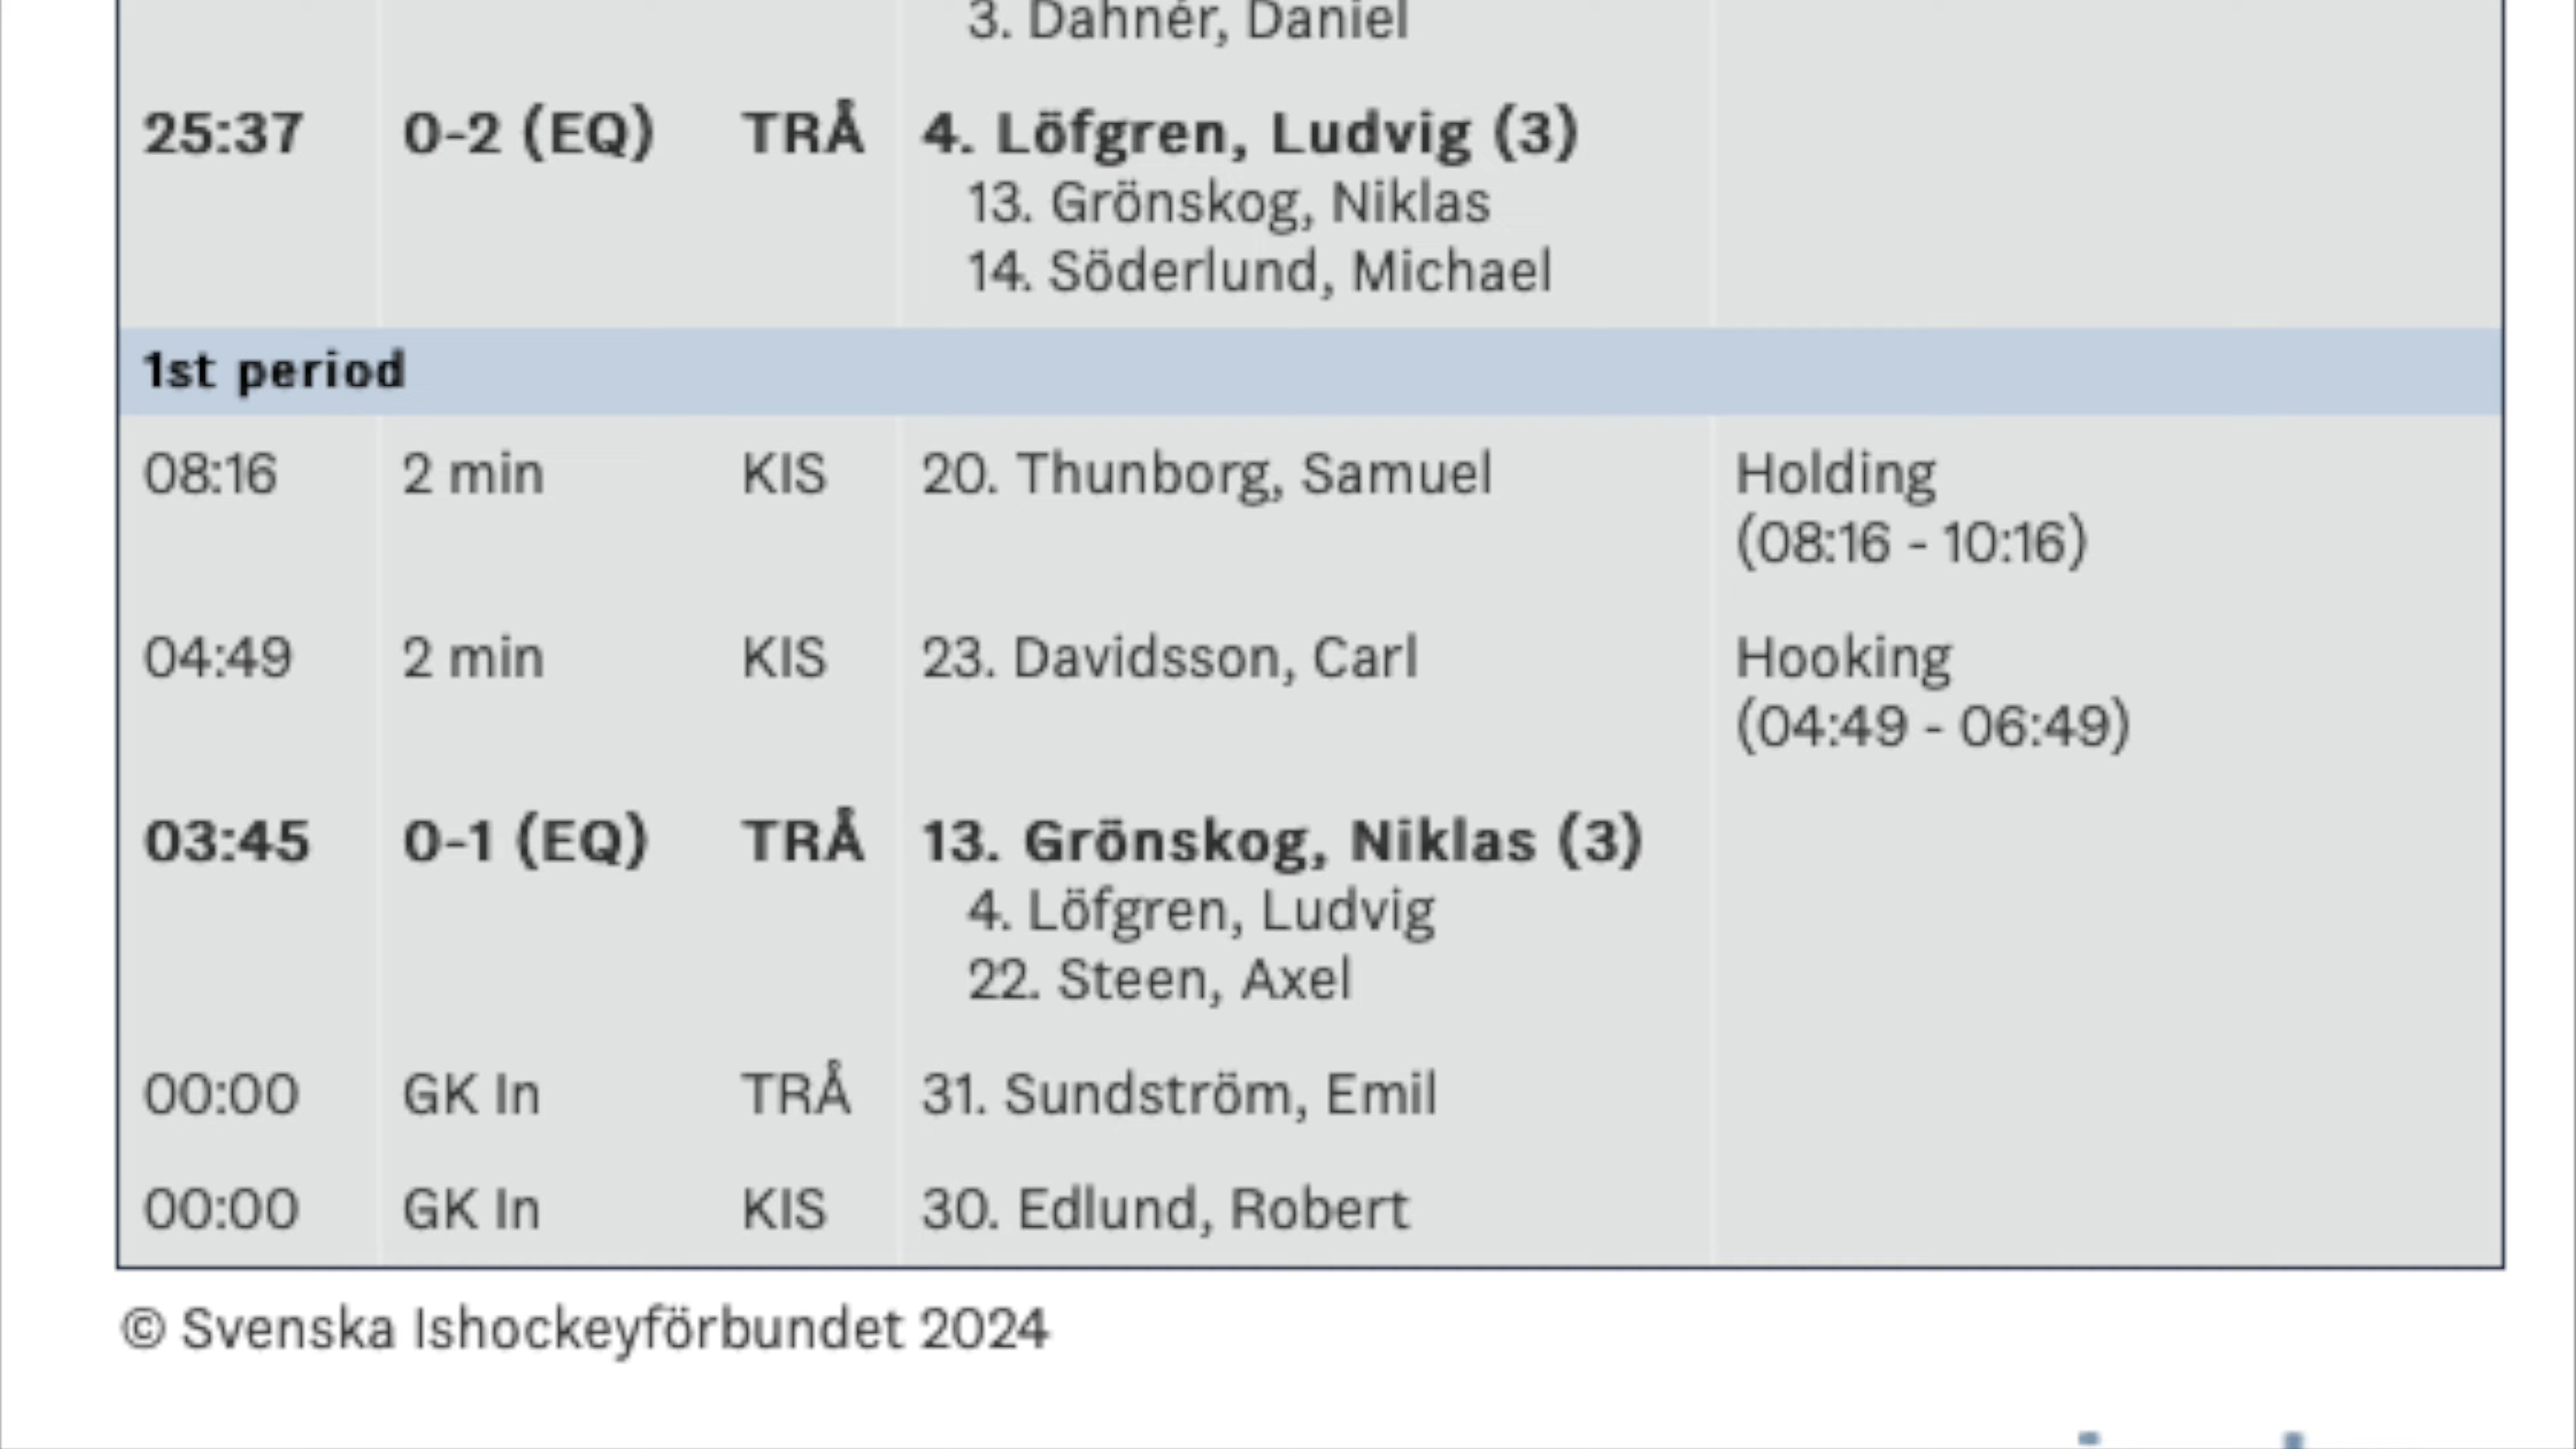 3. Dahnér, Daniel
25:37 0-2 (EQ) TRÅ 4. Löfgren, Ludvig (3)
13. Grönskog, Niklas
14. Söderlund, Michael
1st period
08:16 2 min KIS 20. Thunborg, Samuel Holding
(08:16 - 10:16)
04:49 2 min KIS 23. Davidsson, Carl Hooking
(04:49 - 06:49)
03:45 0-1 (EQ) TRÅ 13. Grönskog, Niklas (3)
4. Löfgren, Ludvig
22. Steen, Axel
00:00 GK In TRÅ 31. Sundström, Emil
00:00 GK In KIS 30. Edlund, Robert
© Svenska Ishockeyförbundet 2024